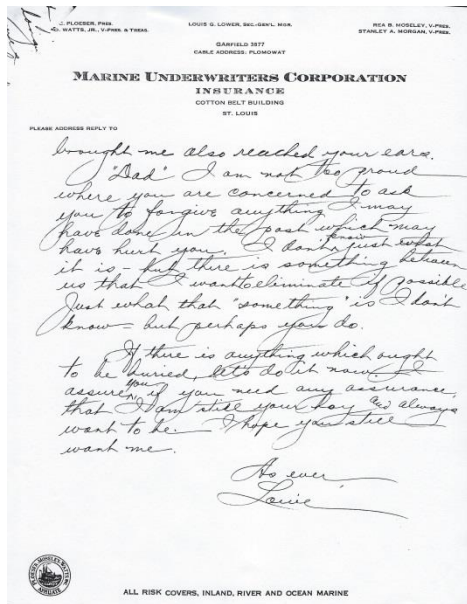 C. PLOESER, PRES.
D. WATTS, JR., V-PRES & TREAS.
LOUIS G. LOWER, SEC.-GEN'L. MGR.
REA B. MOSELEY, V-PRES.
STANLEY A. MORGAN, V-PRES.
GARFIELD 3977
CABLE ADDRESS: PLOMOWAT
MARINE UNDERWRITERS CORPORATION
INSURANCE
COTTON BELT BUILDING
ST. LOUIS
PLEASE ADDRESS REPLY TO
brought me also reached your ears.
"Dad" I am not too proud
where you are concerned to ask
you to forgive anything I may
have done in the past which may
have hurt you. I don't know just what
it is - but there is something between
us that I want to eliminate if possible
Just what that "something" is I don't
know - but perhaps you do.
If there is anything which ought
to be buried, let's do it now. I
assure you, if you need any assurance,
that I am still your boy and always
want to be. I hope you still
want me.
As ever
Louie
PLOESER, MOSELEY, WATTS
AFFILIATE
ALL RISK COVERS, INLAND, RIVER AND OCEAN MARINE